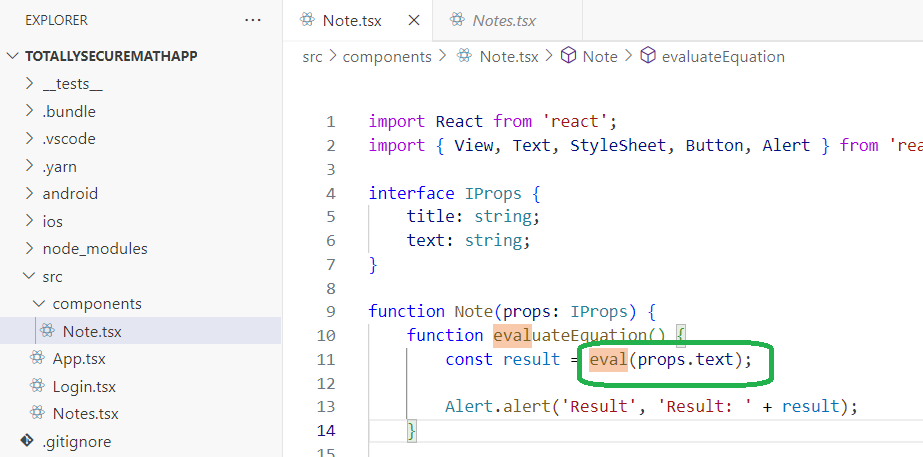 EXPLORER ...
TOTALLYSECUREMATHAPP
__tests__
.bundle
.vscode
.yarn
android
ios
node_modules
src
components
Note.tsx
App.tsx
Login.tsx
Notes.tsx
.gitignore
Note.tsx Notes.tsx
src > components > Note.tsx > Note > evaluateEquation
1 import React from 'react';
2 import { View, Text, StyleSheet, Button, Alert } from 'rea
3
4 interface IProps {
5 title: string;
6 text: string;
7 }
8
9 function Note(props: IProps) {
10 function evaluateEquation() {
11 const result = eval(props.text);
12
13 Alert.alert('Result', 'Result: ' + result);
14 }
15